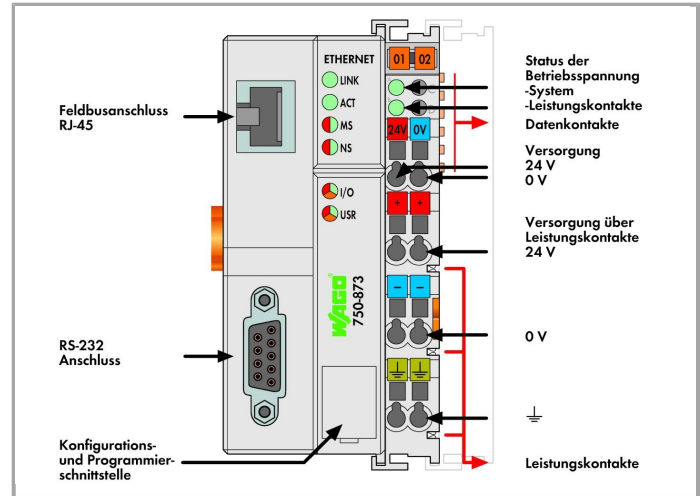 Feldbusanschluss
RJ-45
RS-232
Anschluss
Konfigurations-
und Programmier-
schnittstelle
ETHERNET
LINK
ACT
MS
NS
I/O
USR
WAGO
750-873
01 02
24V 0V
+ +
− −
Status der
Betriebsspannung
-System
-Leistungskontakte
Datenkontakte
Versorgung
24 V
0 V
Versorgung über
Leistungskontakte
24 V
0 V
Leistungskontakte